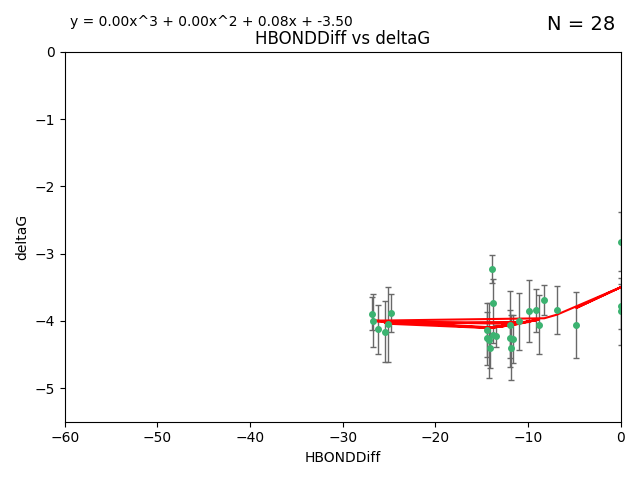 y = 0.00x^3 + 0.00x^2 + 0.08x + -3.50
N = 28
HBONDDiff vs deltaG
0
−1
−2
−3
−4
−5
deltaG
−60 −50 −40 −30 −20 −10 0
HBONDDiff